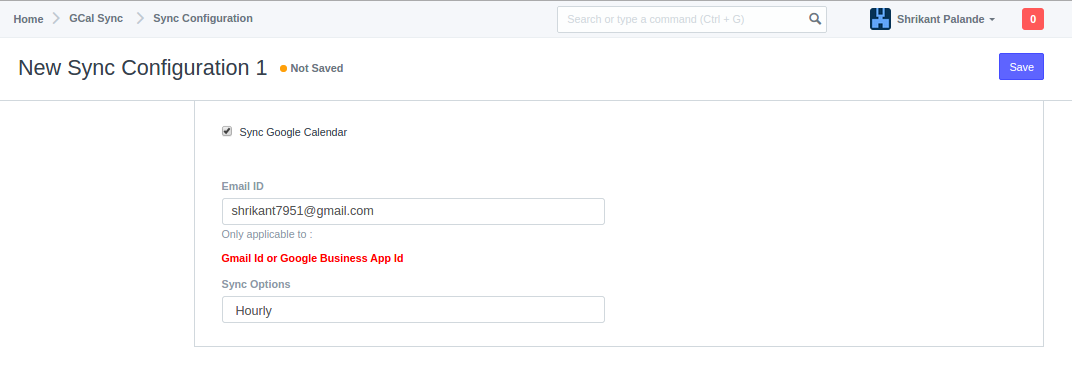 Home GCal Sync Sync Configuration Search or type a command (Ctrl + G) Shrikant Palande 0
New Sync Configuration 1 Not Saved Save
Sync Google Calendar
Email ID
shrikant7951@gmail.com
Only applicable to :
Gmail Id or Google Business App Id
Sync Options
Hourly